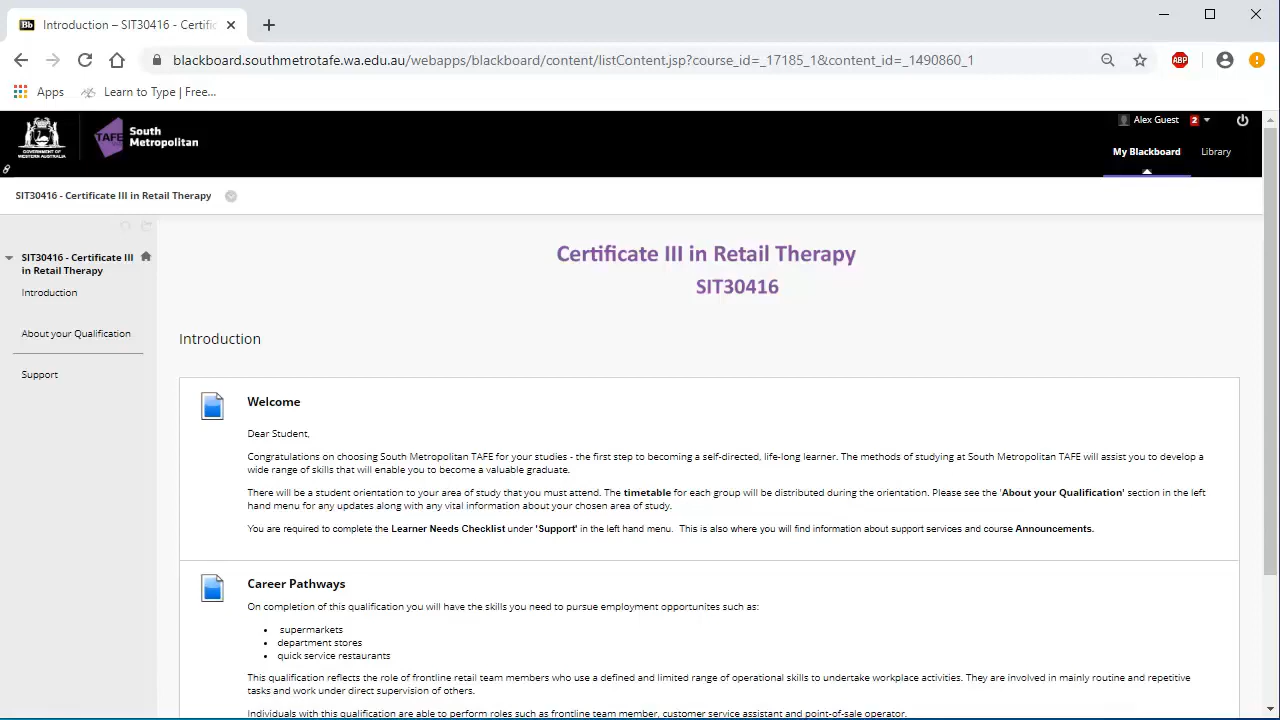 Introduction – SIT30416 - Certific
blackboard.southmetrotafe.wa.edu.au/webapps/blackboard/content/listContent.jsp?course_id=_17185_1&content_id=_1490860_1
ABP
Apps
Learn to Type | Free...
GOVERNMENT OF
WESTERN AUSTRALIA
TAFE
South
Metropolitan
Alex Guest
2
My Blackboard
Library
SIT30416 - Certificate III in Retail Therapy
SIT30416 - Certificate III
in Retail Therapy
Introduction
About your Qualification
Support
Certificate III in Retail Therapy
SIT30416
Introduction
Welcome
Dear Student,
Congratulations on choosing South Metropolitan TAFE for your studies - the first step to becoming a self-directed, life-long learner. The methods of studying at South Metropolitan TAFE will assist you to develop a
wide range of skills that will enable you to become a valuable graduate.
There will be a student orientation to your area of study that you must attend. The timetable for each group will be distributed during the orientation. Please see the 'About your Qualification' section in the left
hand menu for any updates along with any vital information about your chosen area of study.
You are required to complete the Learner Needs Checklist under 'Support' in the left hand menu. This is also where you will find information about support services and course Announcements.
Career Pathways
On completion of this qualification you will have the skills you need to pursue employment opportunites such as:
• supermarkets
• department stores
• quick service restaurants
This qualification reflects the role of frontline retail team members who use a defined and limited range of operational skills to undertake workplace activities. They are involved in mainly routine and repetitive
tasks and work under direct supervision of others.
Individuals with this qualification are able to perform roles such as frontline team member, customer service assistant and point-of-sale operator.